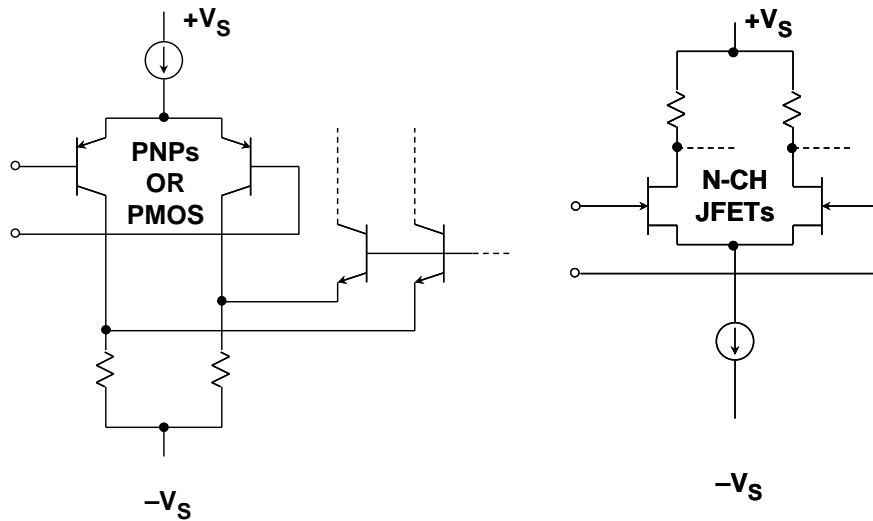 +VS
PNPs
OR
PMOS
–VS
+VS
N-CH
JFETs
–VS